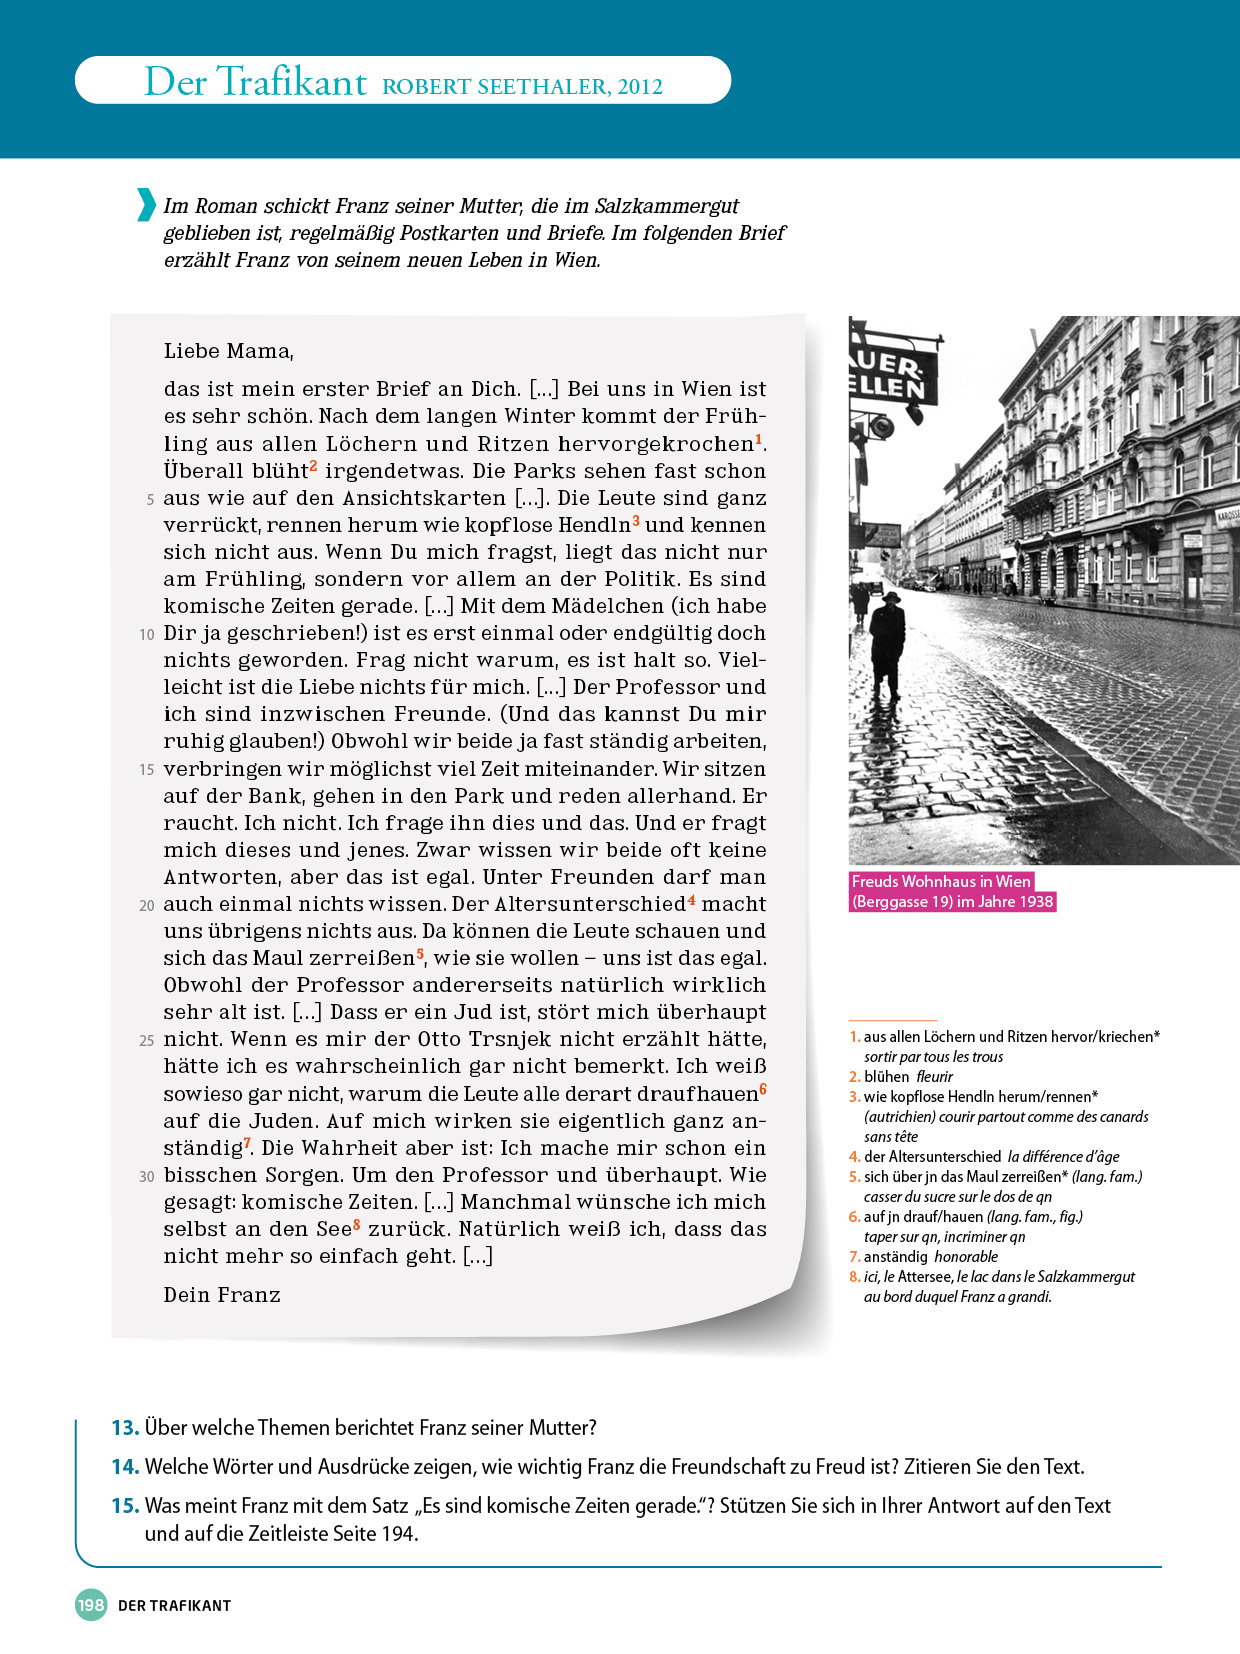 Der Trafikant ROBERT SEETHALER, 2012
Im Roman schickt Franz seiner Mutter, die im Salzkammergut
geblieben ist, regelmäßig Postkarten und Briefe. Im folgenden Brief
erzählt Franz von seinem neuen Leben in Wien.
Liebe Mama,
das ist mein erster Brief an Dich. [...] Bei uns in Wien ist
es sehr schön. Nach dem langen Winter kommt der Früh-
ling aus allen Löchern und Ritzen hervorgekrochen1.
Überall blüht2 irgendetwas. Die Parks sehen fast schon
5 aus wie auf den Ansichtskarten [...]. Die Leute sind ganz
verrückt, rennen herum wie kopflose Hendln3 und kennen
sich nicht aus. Wenn Du mich fragst, liegt das nicht nur
am Frühling, sondern vor allem an der Politik. Es sind
komische Zeiten gerade. [...] Mit dem Mädelchen (ich habe
10 Dir ja geschrieben!) ist es erst einmal oder endgültig doch
nichts geworden. Frag nicht warum, es ist halt so. Viel-
leicht ist die Liebe nichts für mich. [...] Der Professor und
ich sind inzwischen Freunde. (Und das kannst Du mir
ruhig glauben!) Obwohl wir beide ja fast ständig arbeiten,
15 verbringen wir möglichst viel Zeit miteinander. Wir sitzen
auf der Bank, gehen in den Park und reden allerhand. Er
raucht. Ich nicht. Ich frage ihn dies und das. Und er fragt
mich dieses und jenes. Zwar wissen wir beide oft keine
Antworten, aber das ist egal. Unter Freunden darf man
20 auch einmal nichts wissen. Der Altersunterschied4 macht
uns übrigens nichts aus. Da können die Leute schauen und
sich das Maul zerreißen5, wie sie wollen – uns ist das egal.
Obwohl der Professor andererseits natürlich wirklich
sehr alt ist. [...] Dass er ein Jud ist, stört mich überhaupt
25 nicht. Wenn es mir der Otto Trsnjek nicht erzählt hätte,
hätte ich es wahrscheinlich gar nicht bemerkt. Ich weiß
sowieso gar nicht, warum die Leute alle derart draufhauen6
auf die Juden. Auf mich wirken sie eigentlich ganz an-
ständig7. Die Wahrheit aber ist: Ich mache mir schon ein
30 bisschen Sorgen. Um den Professor und überhaupt. Wie
gesagt: komische Zeiten. [...] Manchmal wünsche ich mich
selbst an den See8 zurück. Natürlich weiß ich, dass das
nicht mehr so einfach geht. [...]
Dein Franz
AUER-
ELLEN
KAROSSE
Freuds Wohnhaus in Wien
(Berggasse 19) im Jahre 1938
1. aus allen Löchern und Ritzen hervor/kriechen*
sortir par tous les trous
2. blühen fleurir
3. wie kopflose Hendln herum/rennen*
(autrichien) courir partout comme des canards
sans tête
4. der Altersunterschied la différence d’âge
5. sich über jn das Maul zerreißen* (lang. fam.)
casser du sucre sur le dos de qn
6. auf jn drauf/hauen (lang. fam., fig.)
taper sur qn, incriminer qn
7. anständig honorable
8. ici, le Attersee, le lac dans le Salzkammergut
au bord duquel Franz a grandi.
13. Über welche Themen berichtet Franz seiner Mutter?
14. Welche Wörter und Ausdrücke zeigen, wie wichtig Franz die Freundschaft zu Freud ist? Zitieren Sie den Text.
15. Was meint Franz mit dem Satz „Es sind komische Zeiten gerade.“? Stützen Sie sich in Ihrer Antwort auf den Text
und auf die Zeitleiste Seite 194.
198 DER TRAFIKANT